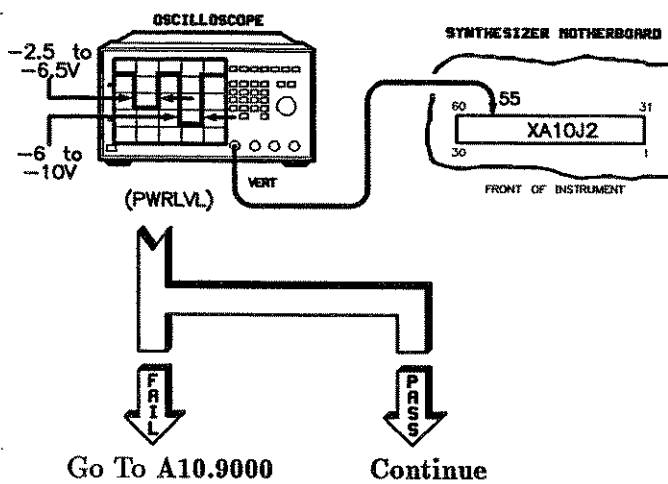 OSCILLOSCOPE
SYNTHESIZER MOTHERBOARD
−2.5 to
−6.5V
−6 to
−10V
VERT
(PWRLVL)
55
60
31
XA10J2
30
1
FRONT OF INSTRUMENT
FAIL
PASS
Go To A10.9000
Continue